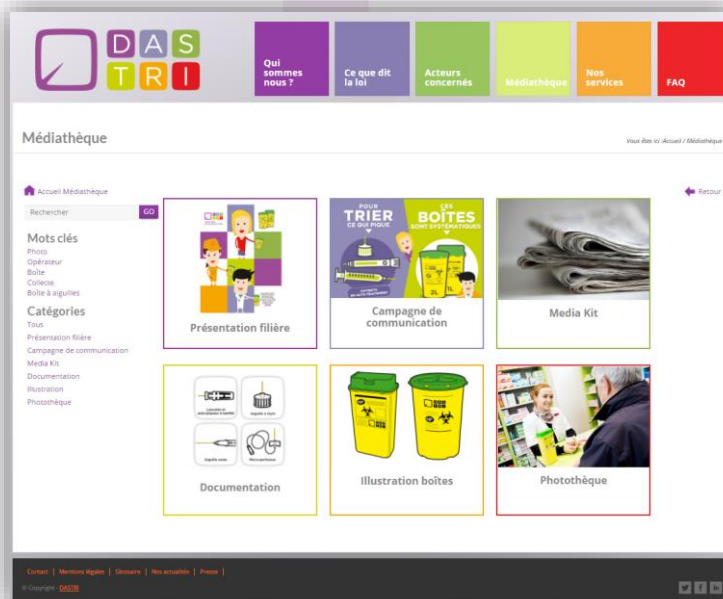 DAS
TRI
Qui
sommes
nous ?
Ce que dit
la loi
Acteurs
concernés
Médiathèque
Nos
services
FAQ
Médiathèque
Vous êtes ici :Accueil / Médiathèque
Accueil Médiathèque
Retour
Rechercher
GO
Mots clés
Photo
Opérateur
Boîte
Collecte
Boîte à aiguilles
Catégories
Tous
Présentation filière
Campagne de communication
Media Kit
Documentation
Illustration
Photothèque
Présentation filière
POUR
TRIER
CE QUI PIQUE
CES
BOÎTES
SONT SYSTÉMATIQUES
2L
1L
Campagne de
communication
Media Kit
Aiguille à stylo
Documentation
Illustration boîtes
Photothèque
Contact | Mentions légales | Glossaire | Nos actualités | Presse |
© Copyright - DASTRI